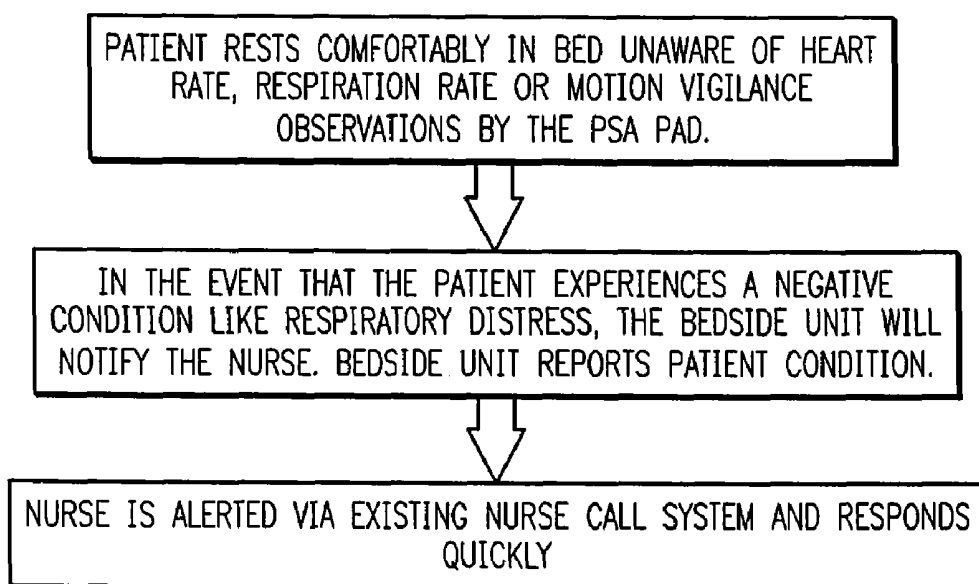 PATIENT RESTS COMFORTABLY IN BED UNAWARE OF HEART
RATE, RESPIRATION RATE OR MOTION VIGILANCE
OBSERVATIONS BY THE PSA PAD.
IN THE EVENT THAT THE PATIENT EXPERIENCES A NEGATIVE
CONDITION LIKE RESPIRATORY DISTRESS, THE BEDSIDE UNIT WILL
NOTIFY THE NURSE. BEDSIDE UNIT REPORTS PATIENT CONDITION.
NURSE IS ALERTED VIA EXISTING NURSE CALL SYSTEM AND RESPONDS
QUICKLY